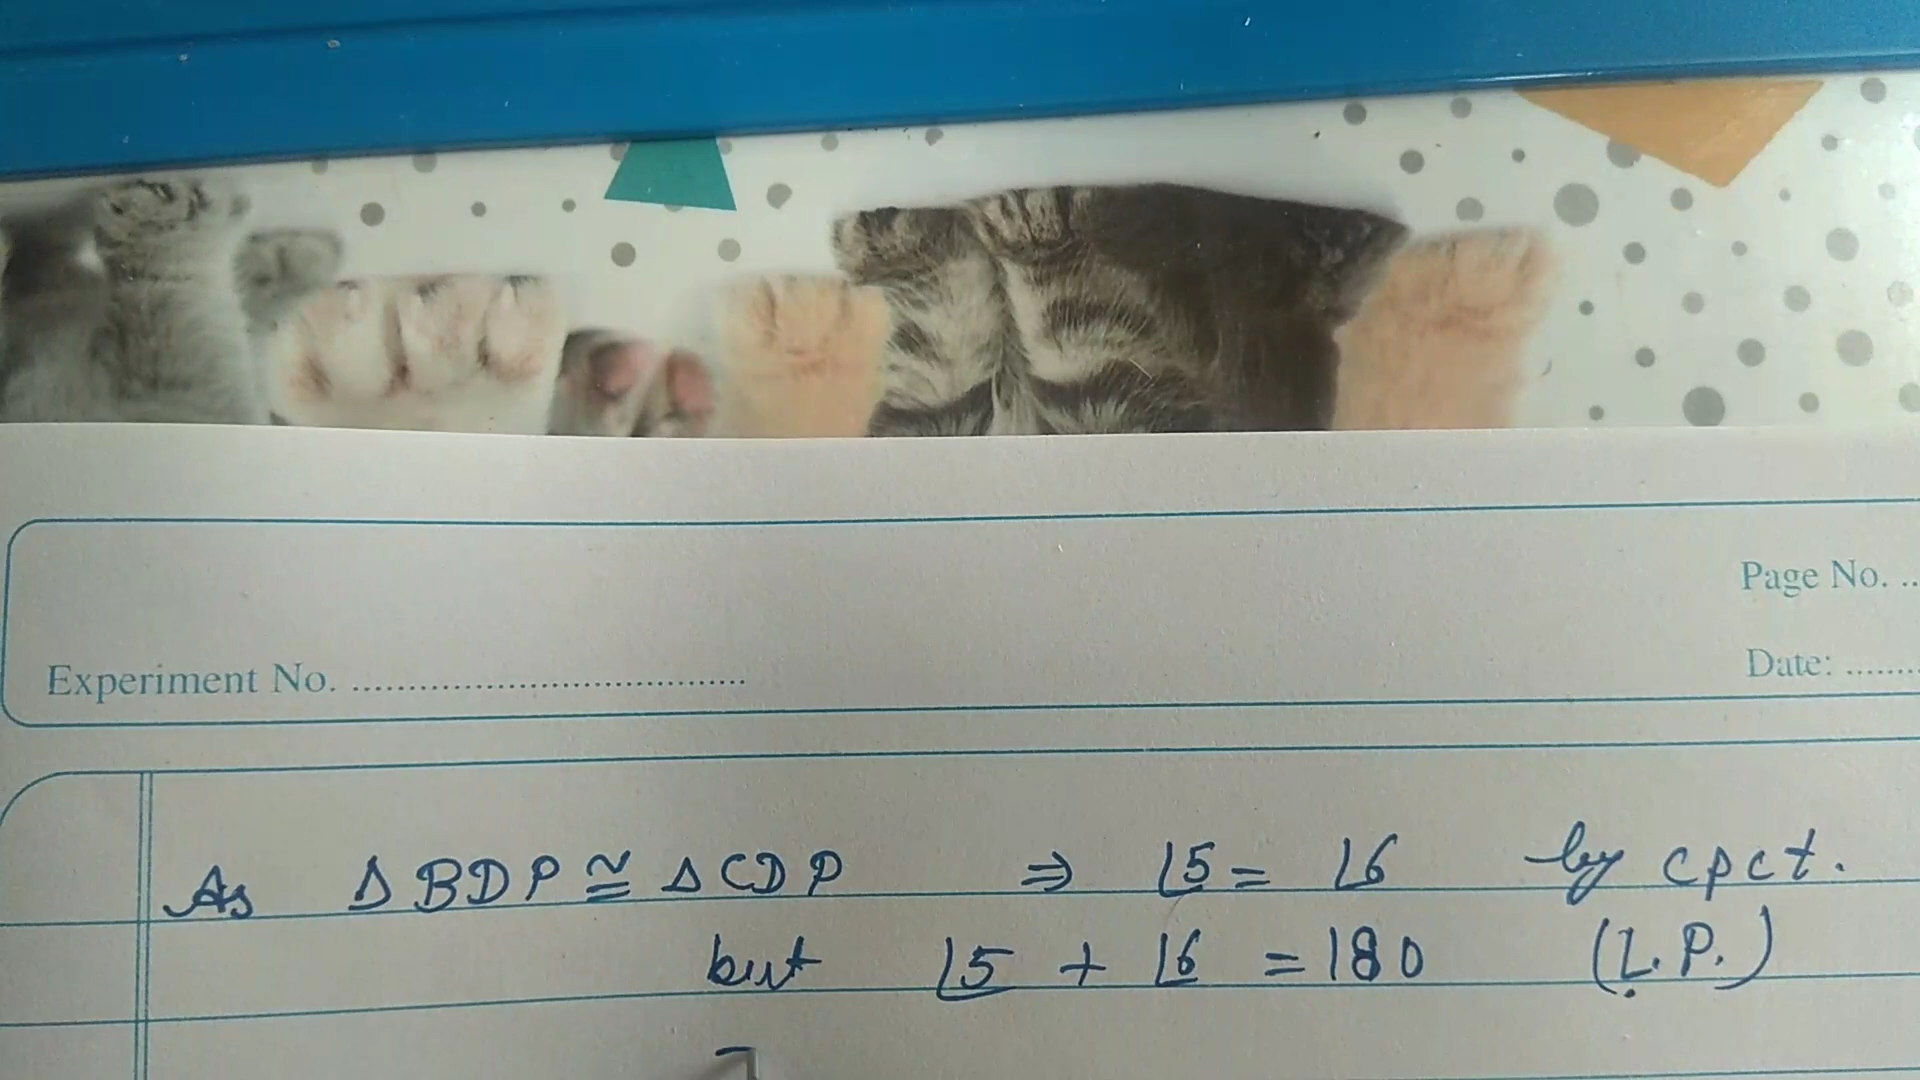 Page No. ..
Experiment No. ......................................
Date: ........
As ΔBDP ≅ ΔCDP ⇒ ∠5 = ∠6 by cpct.
but ∠5 + ∠6 = 180 (L.P.)